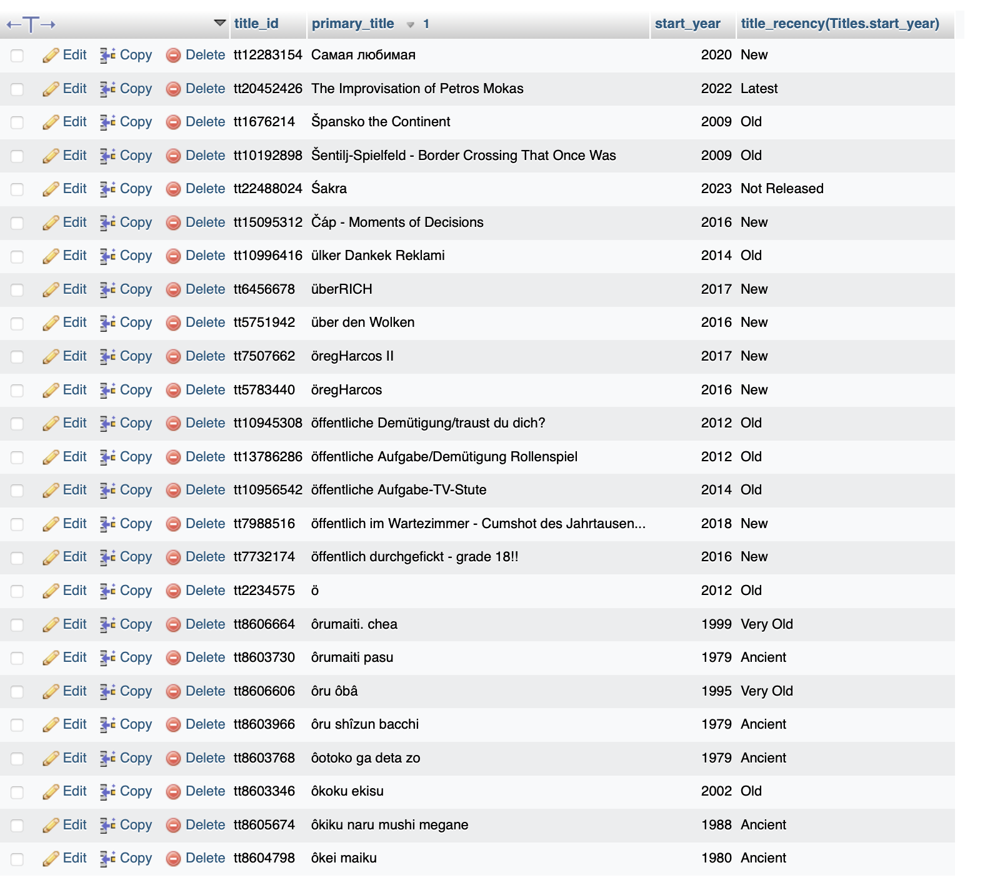 ←T→ title_id primary_title 1 start_year title_recency(Titles.start_year)
Edit Copy Delete tt12283154 Самая любимая 2020 New
Edit Copy Delete tt20452426 The Improvisation of Petros Mokas 2022 Latest
Edit Copy Delete tt1676214 Špansko the Continent 2009 Old
Edit Copy Delete tt10192898 Šentilj-Spielfeld - Border Crossing That Once Was 2009 Old
Edit Copy Delete tt22488024 Śakra 2023 Not Released
Edit Copy Delete tt15095312 Čáp - Moments of Decisions 2016 New
Edit Copy Delete tt10996416 ülker Dankek Reklami 2014 Old
Edit Copy Delete tt6456678 überRICH 2017 New
Edit Copy Delete tt5751942 über den Wolken 2016 New
Edit Copy Delete tt7507662 öregHarcos II 2017 New
Edit Copy Delete tt5783440 öregHarcos 2016 New
Edit Copy Delete tt10945308 öffentliche Demütigung/traust du dich? 2012 Old
Edit Copy Delete tt13786286 öffentliche Aufgabe/Demütigung Rollenspiel 2012 Old
Edit Copy Delete tt10956542 öffentliche Aufgabe-TV-Stute 2014 Old
Edit Copy Delete tt7988516 öffentlich im Wartezimmer - Cumshot des Jahrtausen... 2018 New
Edit Copy Delete tt7732174 öffentlich durchgefickt - grade 18!! 2016 New
Edit Copy Delete tt2234575 ö 2012 Old
Edit Copy Delete tt8606664 ôrumaiti. chea 1999 Very Old
Edit Copy Delete tt8603730 ôrumaiti pasu 1979 Ancient
Edit Copy Delete tt8606606 ôru ôbâ 1995 Very Old
Edit Copy Delete tt8603966 ôru shîzun bacchi 1979 Ancient
Edit Copy Delete tt8603768 ôotoko ga deta zo 1979 Ancient
Edit Copy Delete tt8603346 ôkoku ekisu 2002 Old
Edit Copy Delete tt8605674 ôkiku naru mushi megane 1988 Ancient
Edit Copy Delete tt8604798 ôkei maiku 1980 Ancient